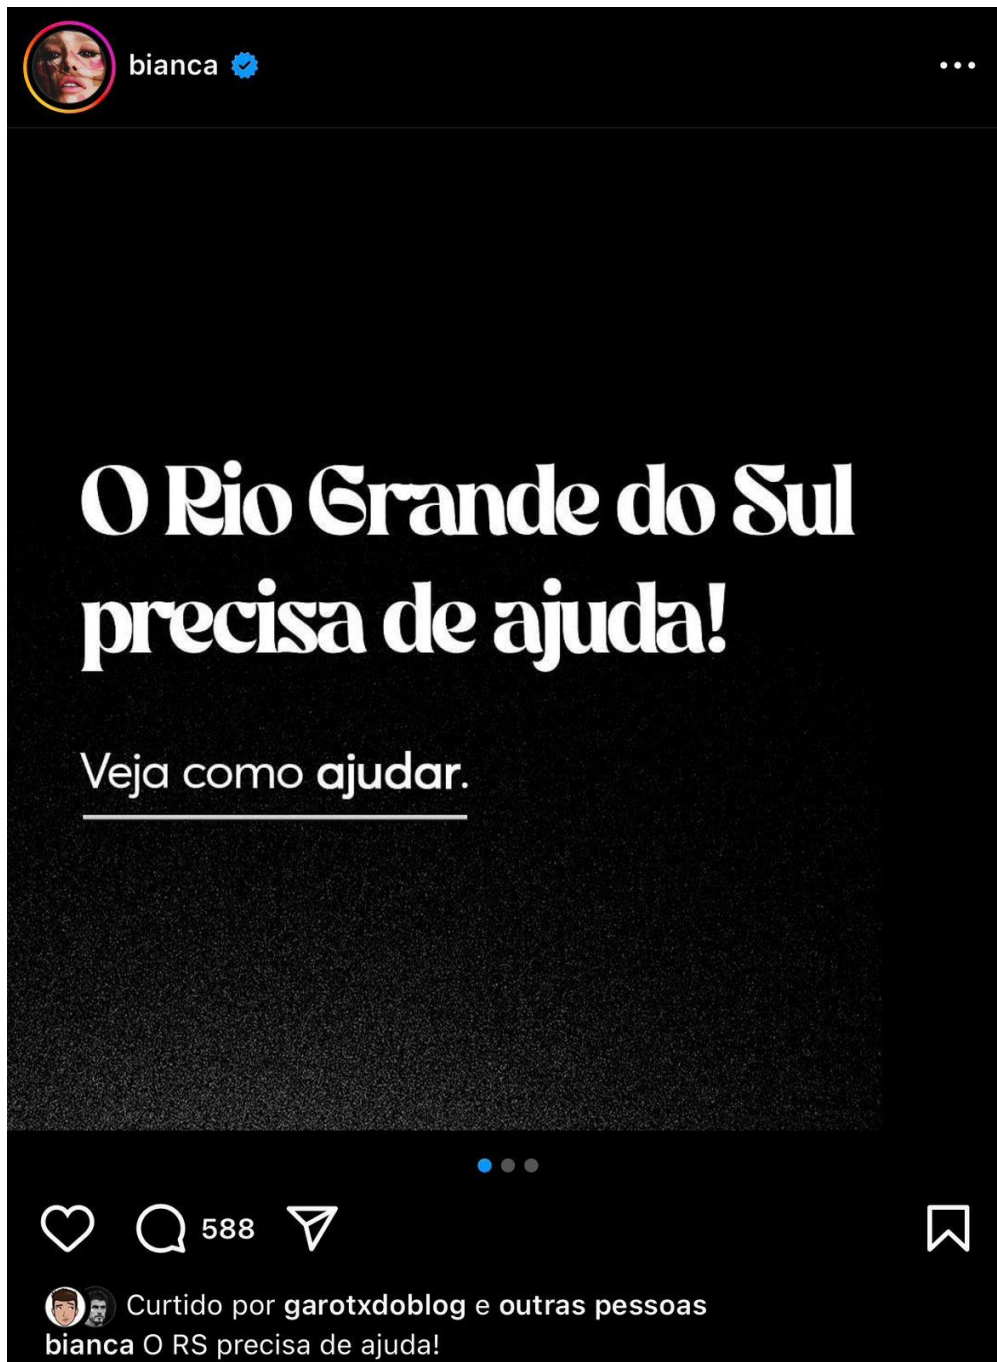 bianca
O Rio Grande do Sul
precisa de ajuda!
Veja como ajudar.
588
Curtido por garotxdoblog e outras pessoas
bianca O RS precisa de ajuda!